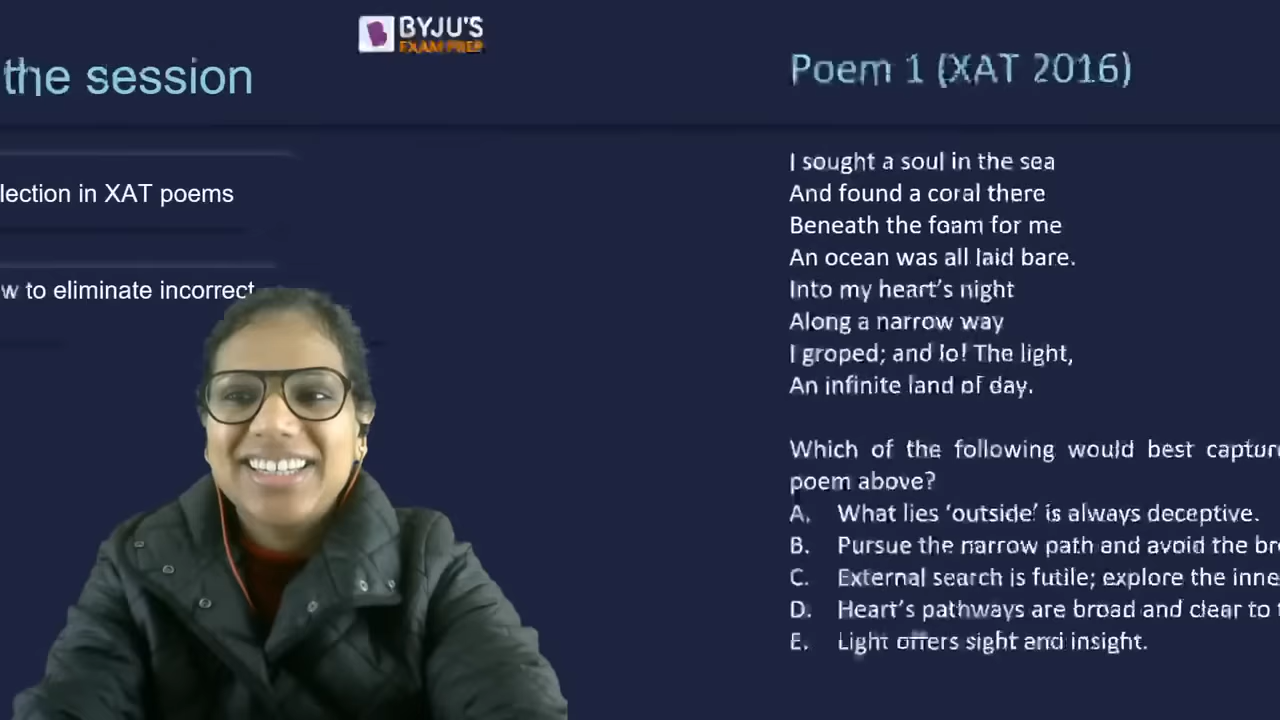 BYJU'S
EXAM PREP
the session
lection in XAT poems
w to eliminate incorrect
Poem 1 (XAT 2016)
I sought a soul in the sea
And found a coral there
Beneath the foam for me
An ocean was all laid bare.
Into my heart's night
Along a narrow way
I groped; and lo! The light,
An infinite land of day.
Which of the following would best captur
poem above?
A. What lies 'outside' is always deceptive.
B. Pursue the narrow path and avoid the br
C. External search is futile; explore the inne
D. Heart's pathways are broad and clear to
E. Light offers sight and insight.